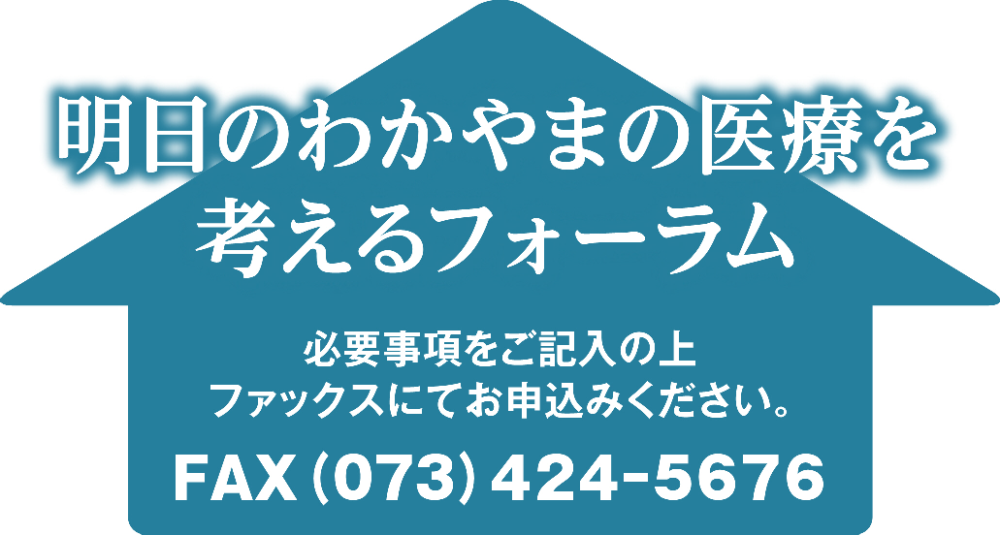 明日のわかやまの医療を
考えるフォーラム
必要事項をご記入の上
ファックスにてお申込みください。
FAX(073)424-5676